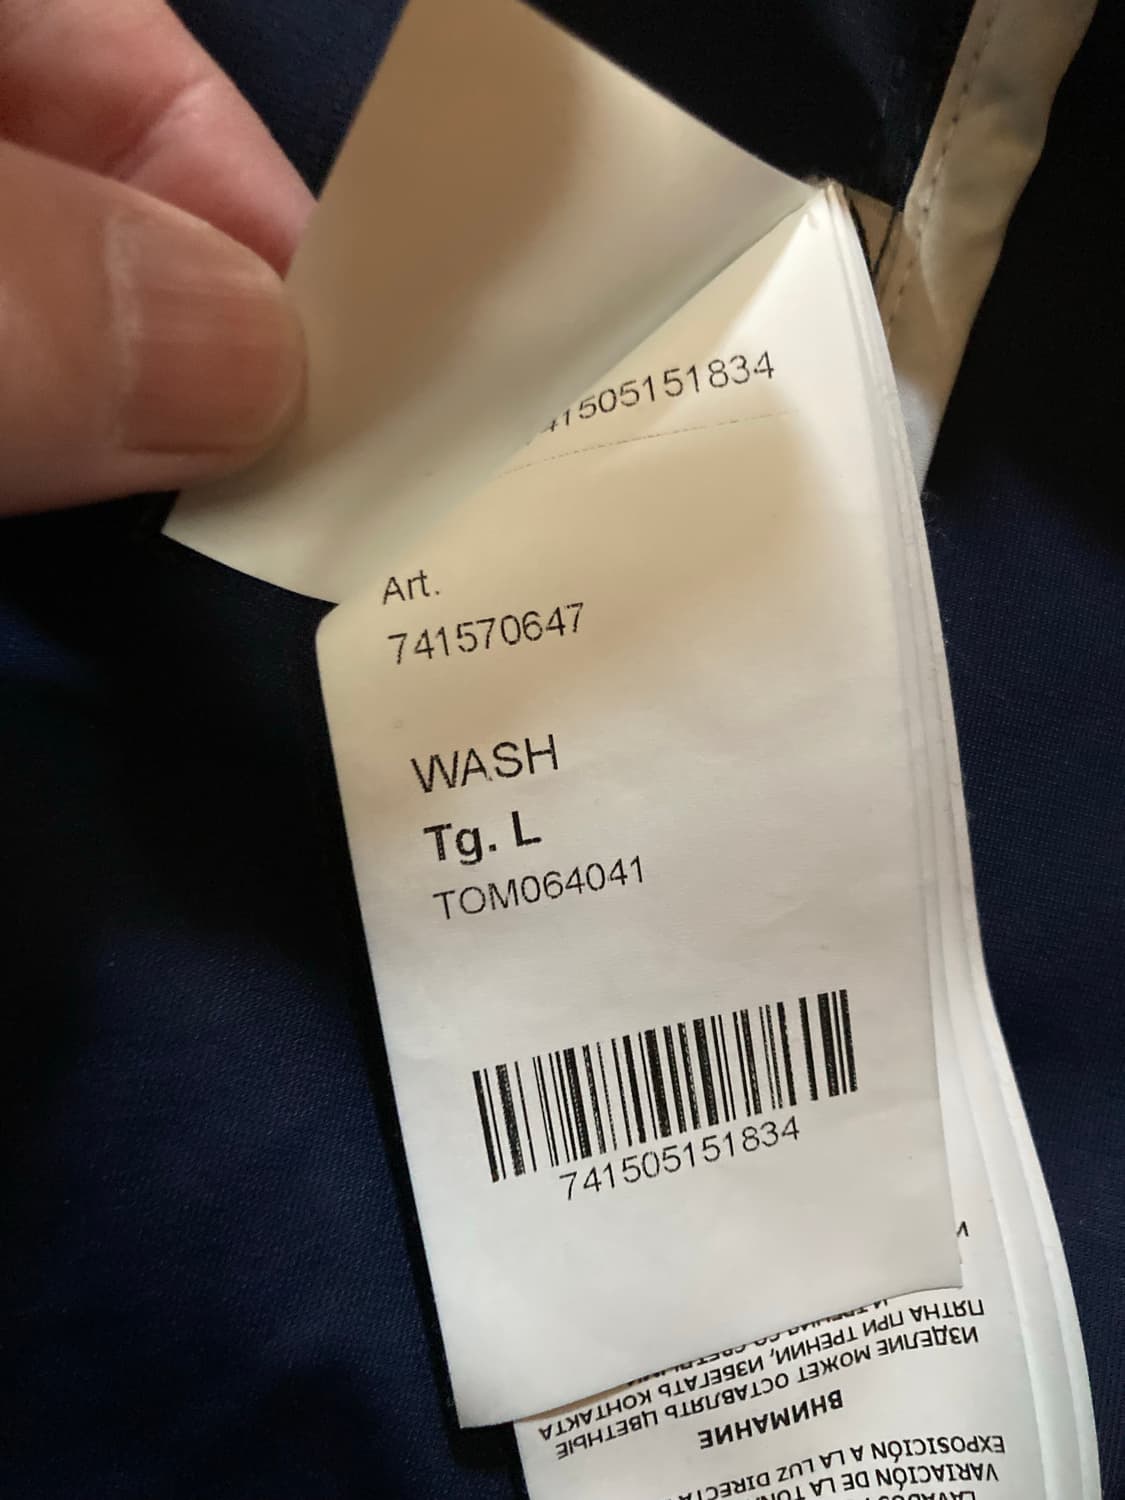 41505151834
Art.
741570647
WASH
Tg. L
TOM064041
741505151834
И
ПЯТНА ПРИ ТРЕНИИ, ИЗБЕГАТЬ КОНТАКТА
ИЗДЕЛИЕ МОЖЕТ ОСТАВЛЯТЬ ЦВЕТНЫЕ
ВНИМАНИЕ
EXPOSICIÓN A LA LUZ DIRECTA
VARIACIÓN DE LA